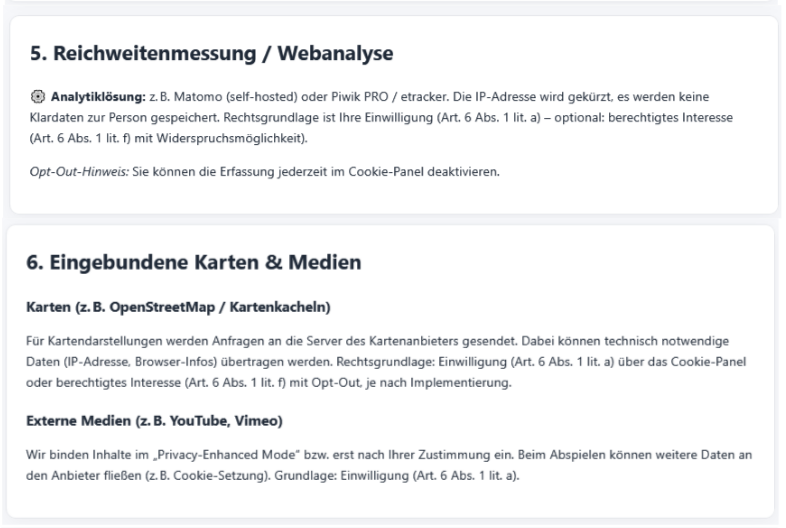 5. Reichweitenmessung / Webanalyse
Analytiklösung: z. B. Matomo (self-hosted) oder Piwik PRO / etracker. Die IP-Adresse wird gekürzt, es werden keine
Klardaten zur Person gespeichert. Rechtsgrundlage ist Ihre Einwilligung (Art. 6 Abs. 1 lit. a) – optional: berechtigtes Interesse
(Art. 6 Abs. 1 lit. f) mit Widerspruchsmöglichkeit).
Opt-Out-Hinweis: Sie können die Erfassung jederzeit im Cookie-Panel deaktivieren.
6. Eingebundene Karten & Medien
Karten (z. B. OpenStreetMap / Kartenkacheln)
Für Kartendarstellungen werden Anfragen an die Server des Kartenanbieters gesendet. Dabei können technisch notwendige
Daten (IP-Adresse, Browser-Infos) übertragen werden. Rechtsgrundlage: Einwilligung (Art. 6 Abs. 1 lit. a) über das Cookie-Panel
oder berechtigtes Interesse (Art. 6 Abs. 1 lit. f) mit Opt-Out, je nach Implementierung.
Externe Medien (z. B. YouTube, Vimeo)
Wir binden Inhalte im „Privacy-Enhanced Mode“ bzw. erst nach Ihrer Zustimmung ein. Beim Abspielen können weitere Daten an
den Anbieter fließen (z. B. Cookie-Setzung). Grundlage: Einwilligung (Art. 6 Abs. 1 lit. a).